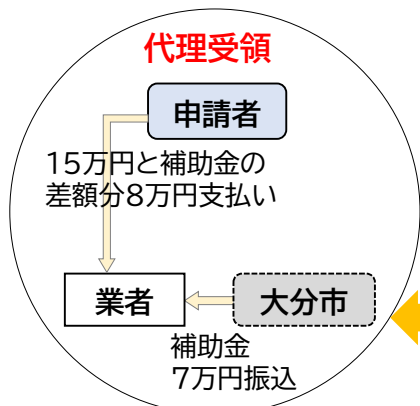 代理受領
申請者
15万円と補助金の
差額分8万円支払い
業者
大分市
補助金
7万円振込